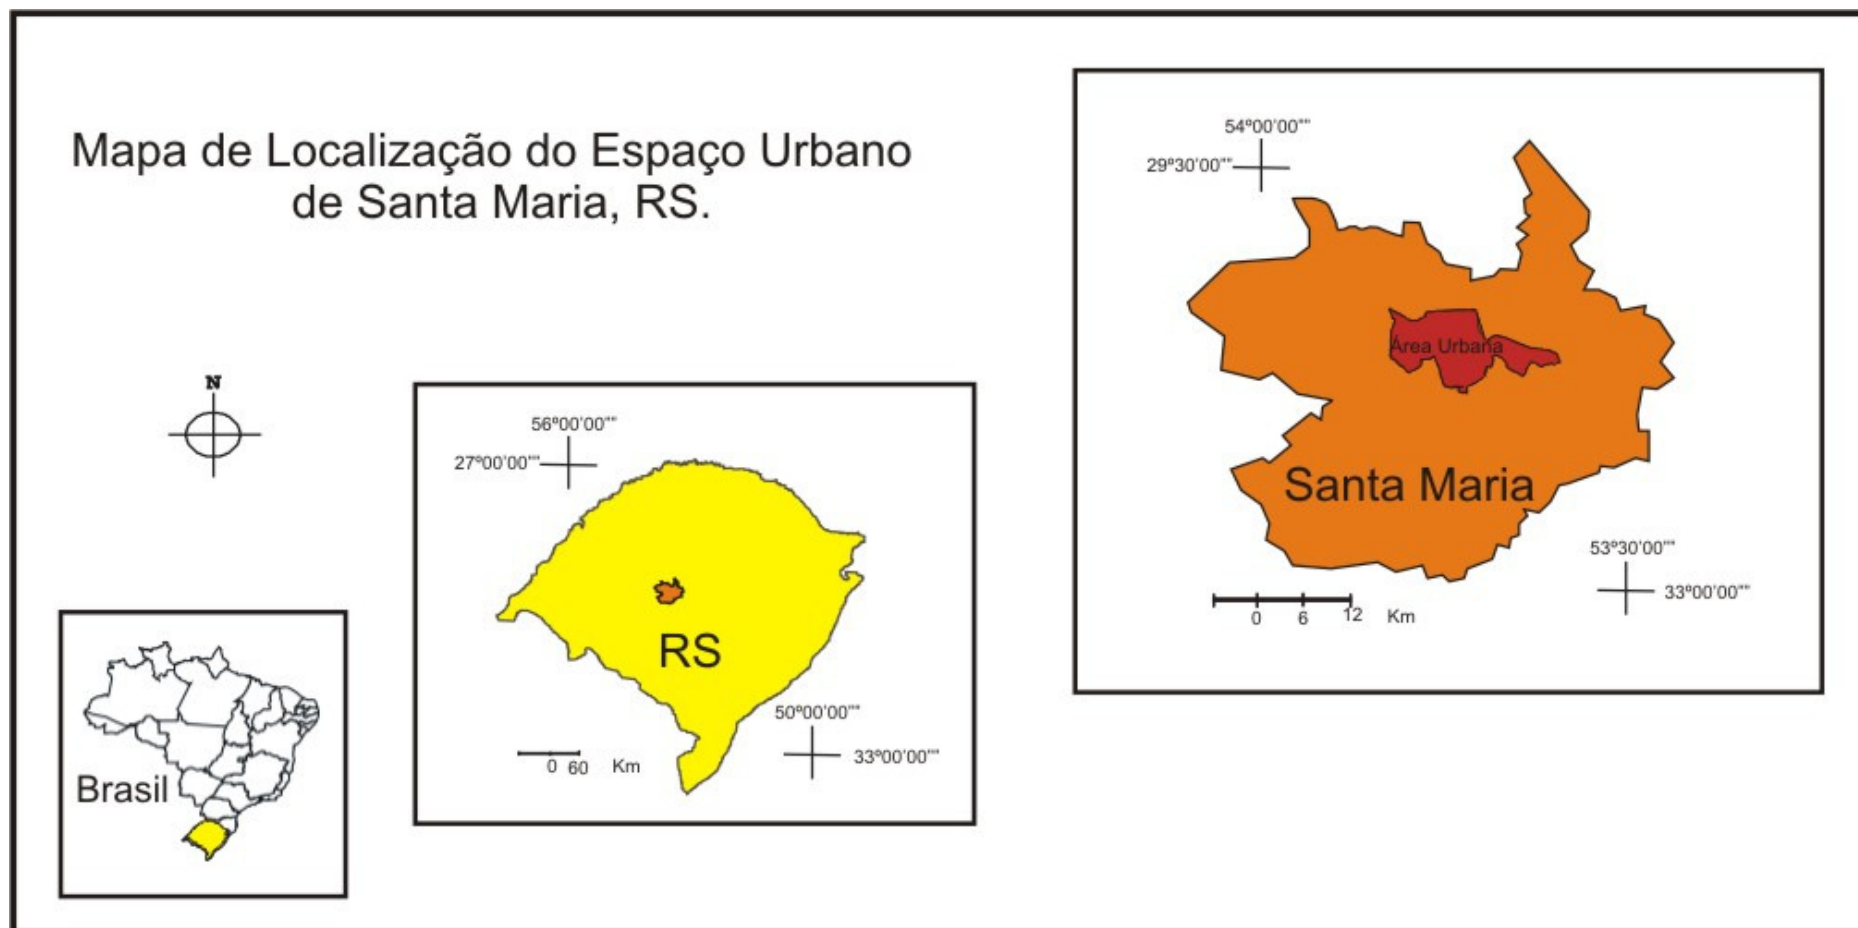 Mapa de Localização do Espaço Urbano
de Santa Maria, RS.
N
Brasil
56º00'00""
27º00'00""
RS
50º00'00""
33º00'00""
0 60 Km
54º00'00""
29º30'00""
Área Urbana
Santa Maria
53º30'00""
33º00'00""
0 6 12 Km